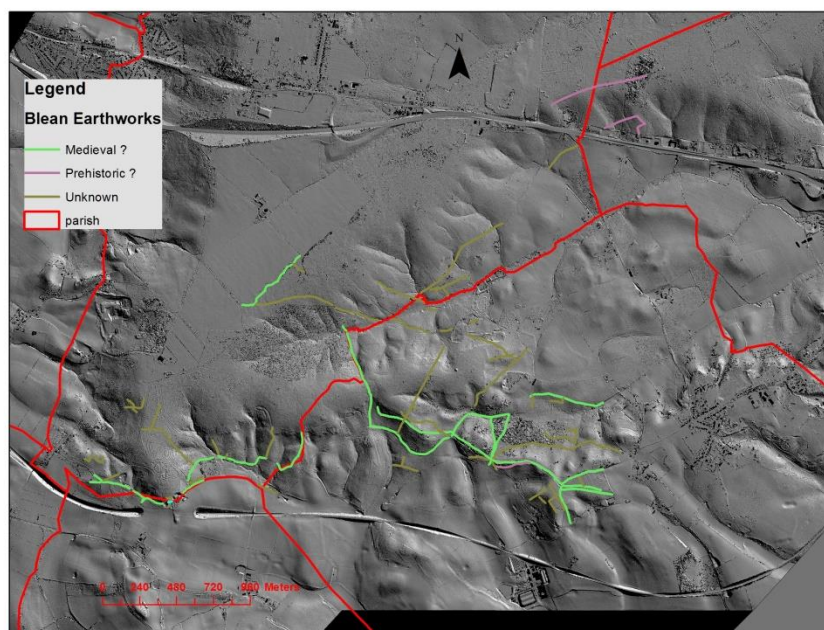 N
Legend
Blean Earthworks
Medieval ?
Prehistoric ?
Unknown
parish
0 240 480 720 960 Meters